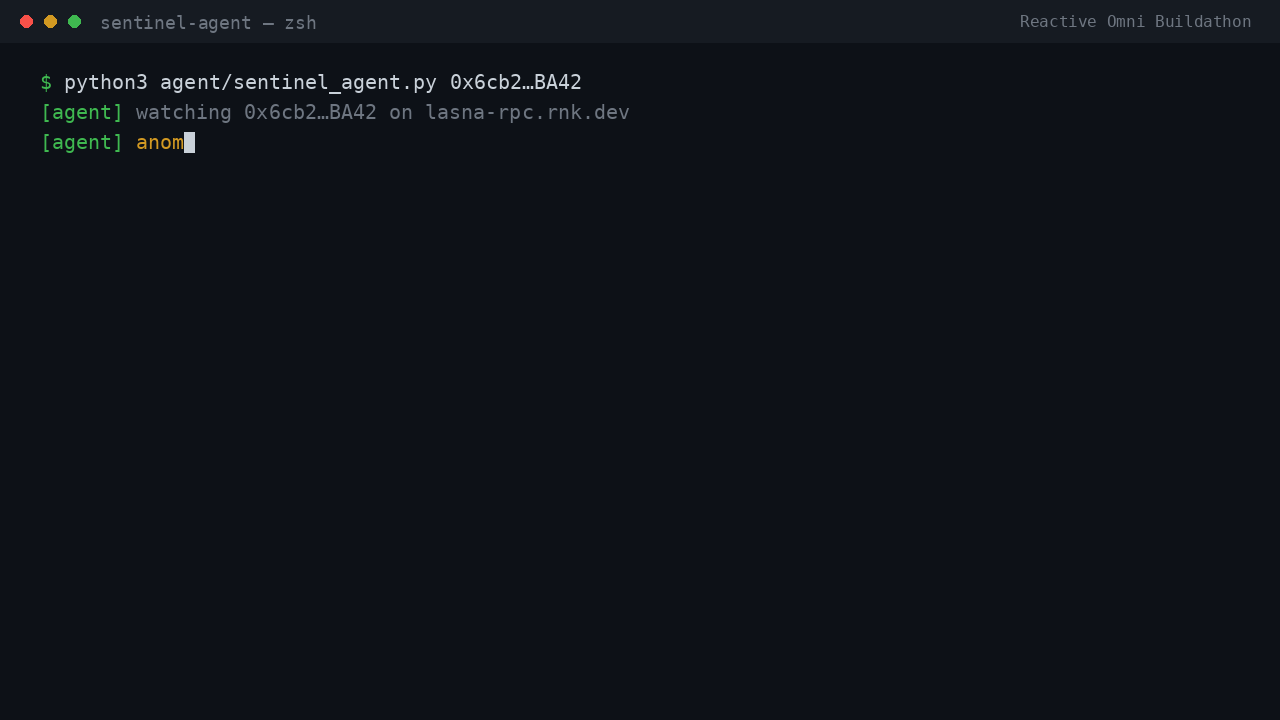 sentinel-agent — zsh
Reactive Omni Buildathon
$ python3 agent/sentinel_agent.py 0x6cb2…BA42
[agent] watching 0x6cb2…BA42 on lasna-rpc.rnk.dev
[agent] anom